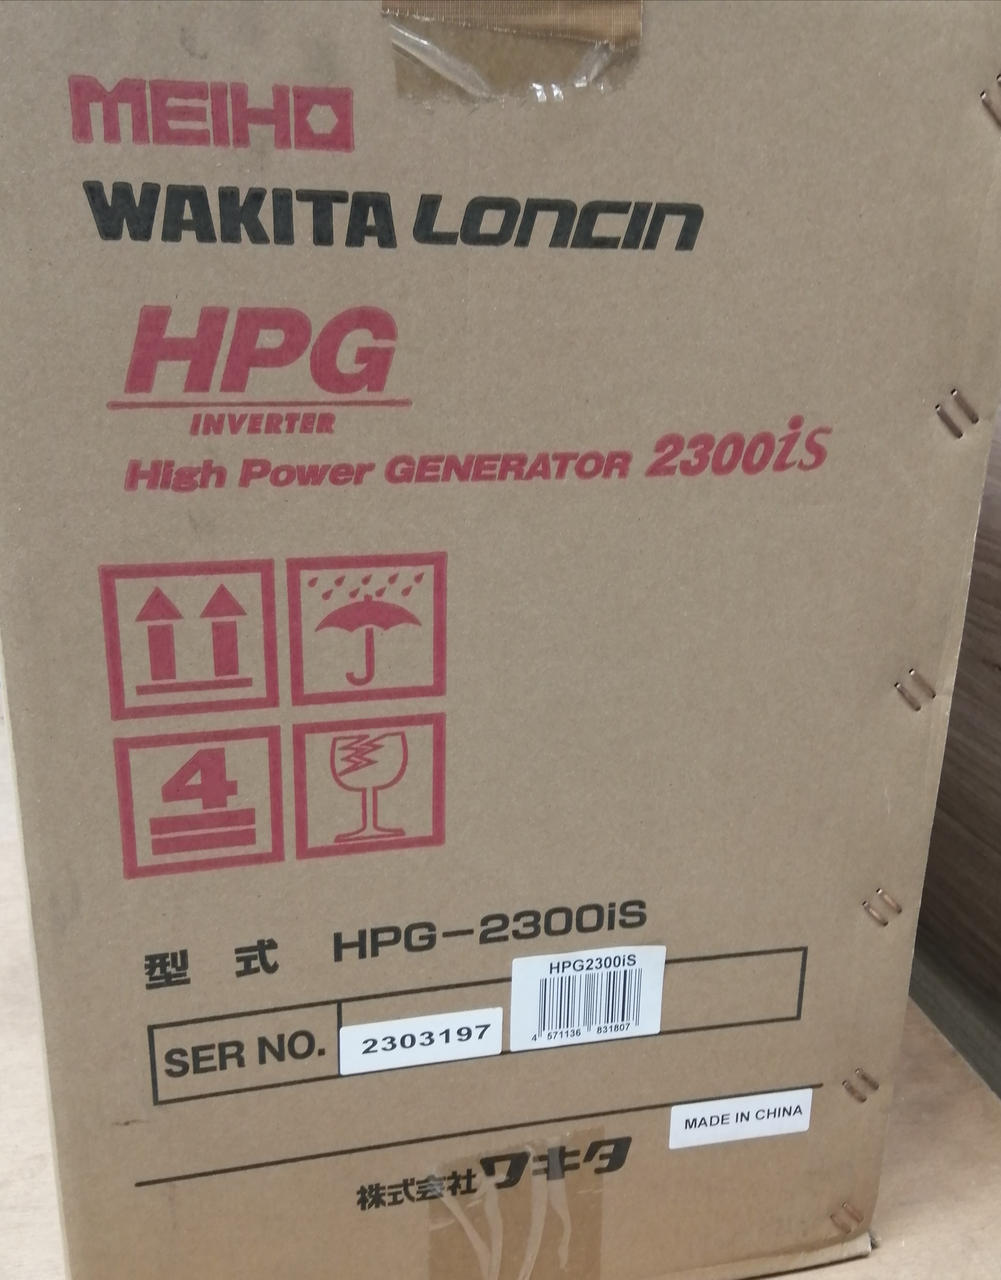 MEIHO
WAKITA LONCIN
HPG
INVERTER
High Power GENERATOR 2300is
4
型 式 HPG-2300iS
HPG2300iS
4 571136 831807
SER NO. 2303197
MADE IN CHINA
株式会社ワキタ